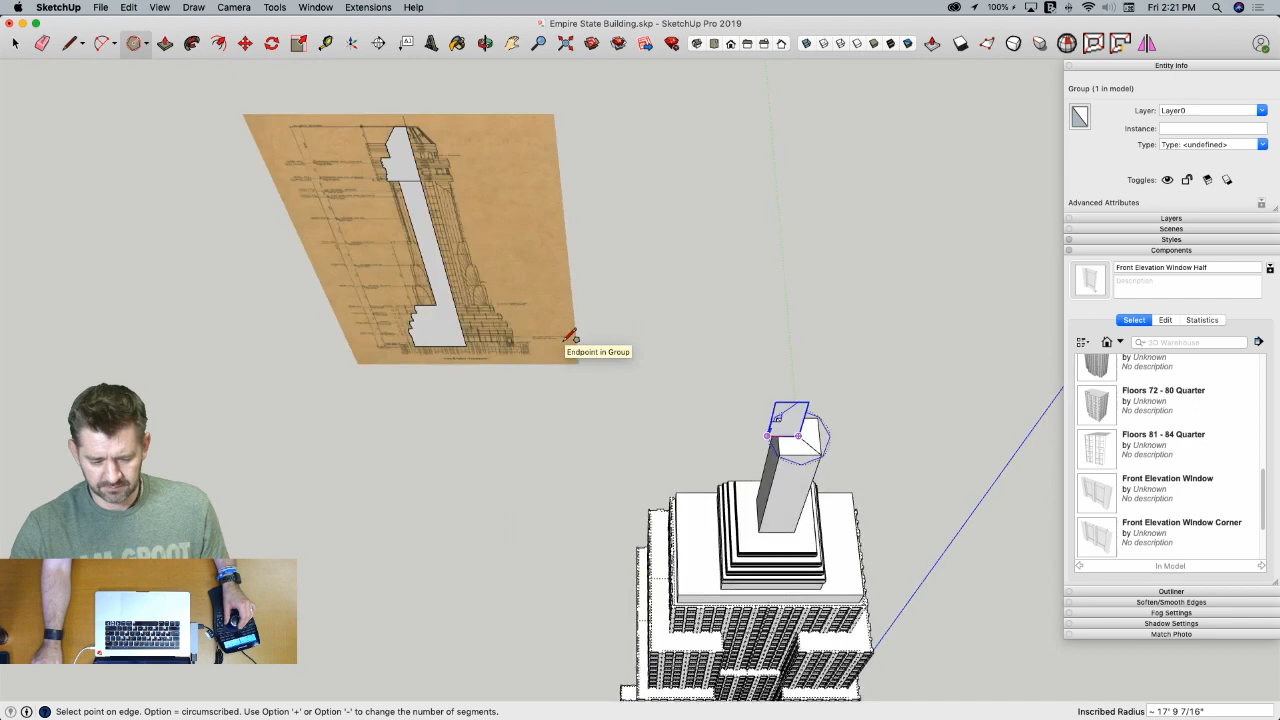 SketchUp File Edit View Draw Camera Tools Window Extensions Help
100% Fri 2:21 PM
Empire State Building.skp - SketchUp Pro 2019
Entity Info
Group (1 in model)
Layer: Layer0
Instance:
Type: Type: <undefined>
Toggles:
Advanced Attributes
Layers
Scenes
Styles
Components
Front Elevation Window Half
Description
Select Edit Statistics
3D Warehouse
by Unknown
No description
Floors 72 - 80 Quarter
by Unknown
No description
Floors 81 - 84 Quarter
by Unknown
No description
Front Elevation WIndow
by Unknown
No description
Front Elevation WIndow Corner
by Unknown
No description
In Model
Outliner
Soften/Smooth Edges
Fog Settings
Shadow Settings
Match Photo
Endpoint in Group
GROOT
Select point on edge. Option = circumscribed. Use Option '+' or Option '-' to change the number of segments.
Inscribed Radius ~ 17' 9 7/16"